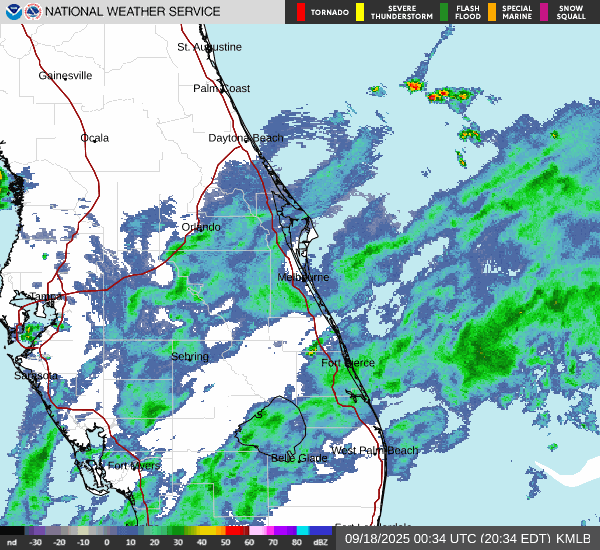 NATIONAL WEATHER SERVICE
TORNADO
SEVERE
THUNDERSTORM
FLASH
FLOOD
SPECIAL
MARINE
SNOW
SQUALL
St. Augustine
Gainesville
Palm Coast
Ocala
Daytona Beach
Orlando
Melbourne
Tampa
Sebring
Fort Pierce
Sarasota
West Palm Beach
Belle Glade
Fort Myers
nd -30 -20 -10 0 10 20 30 40 50 60 70 80 dBZ
09/18/2025 00:34 UTC (20:34 EDT) KMLB